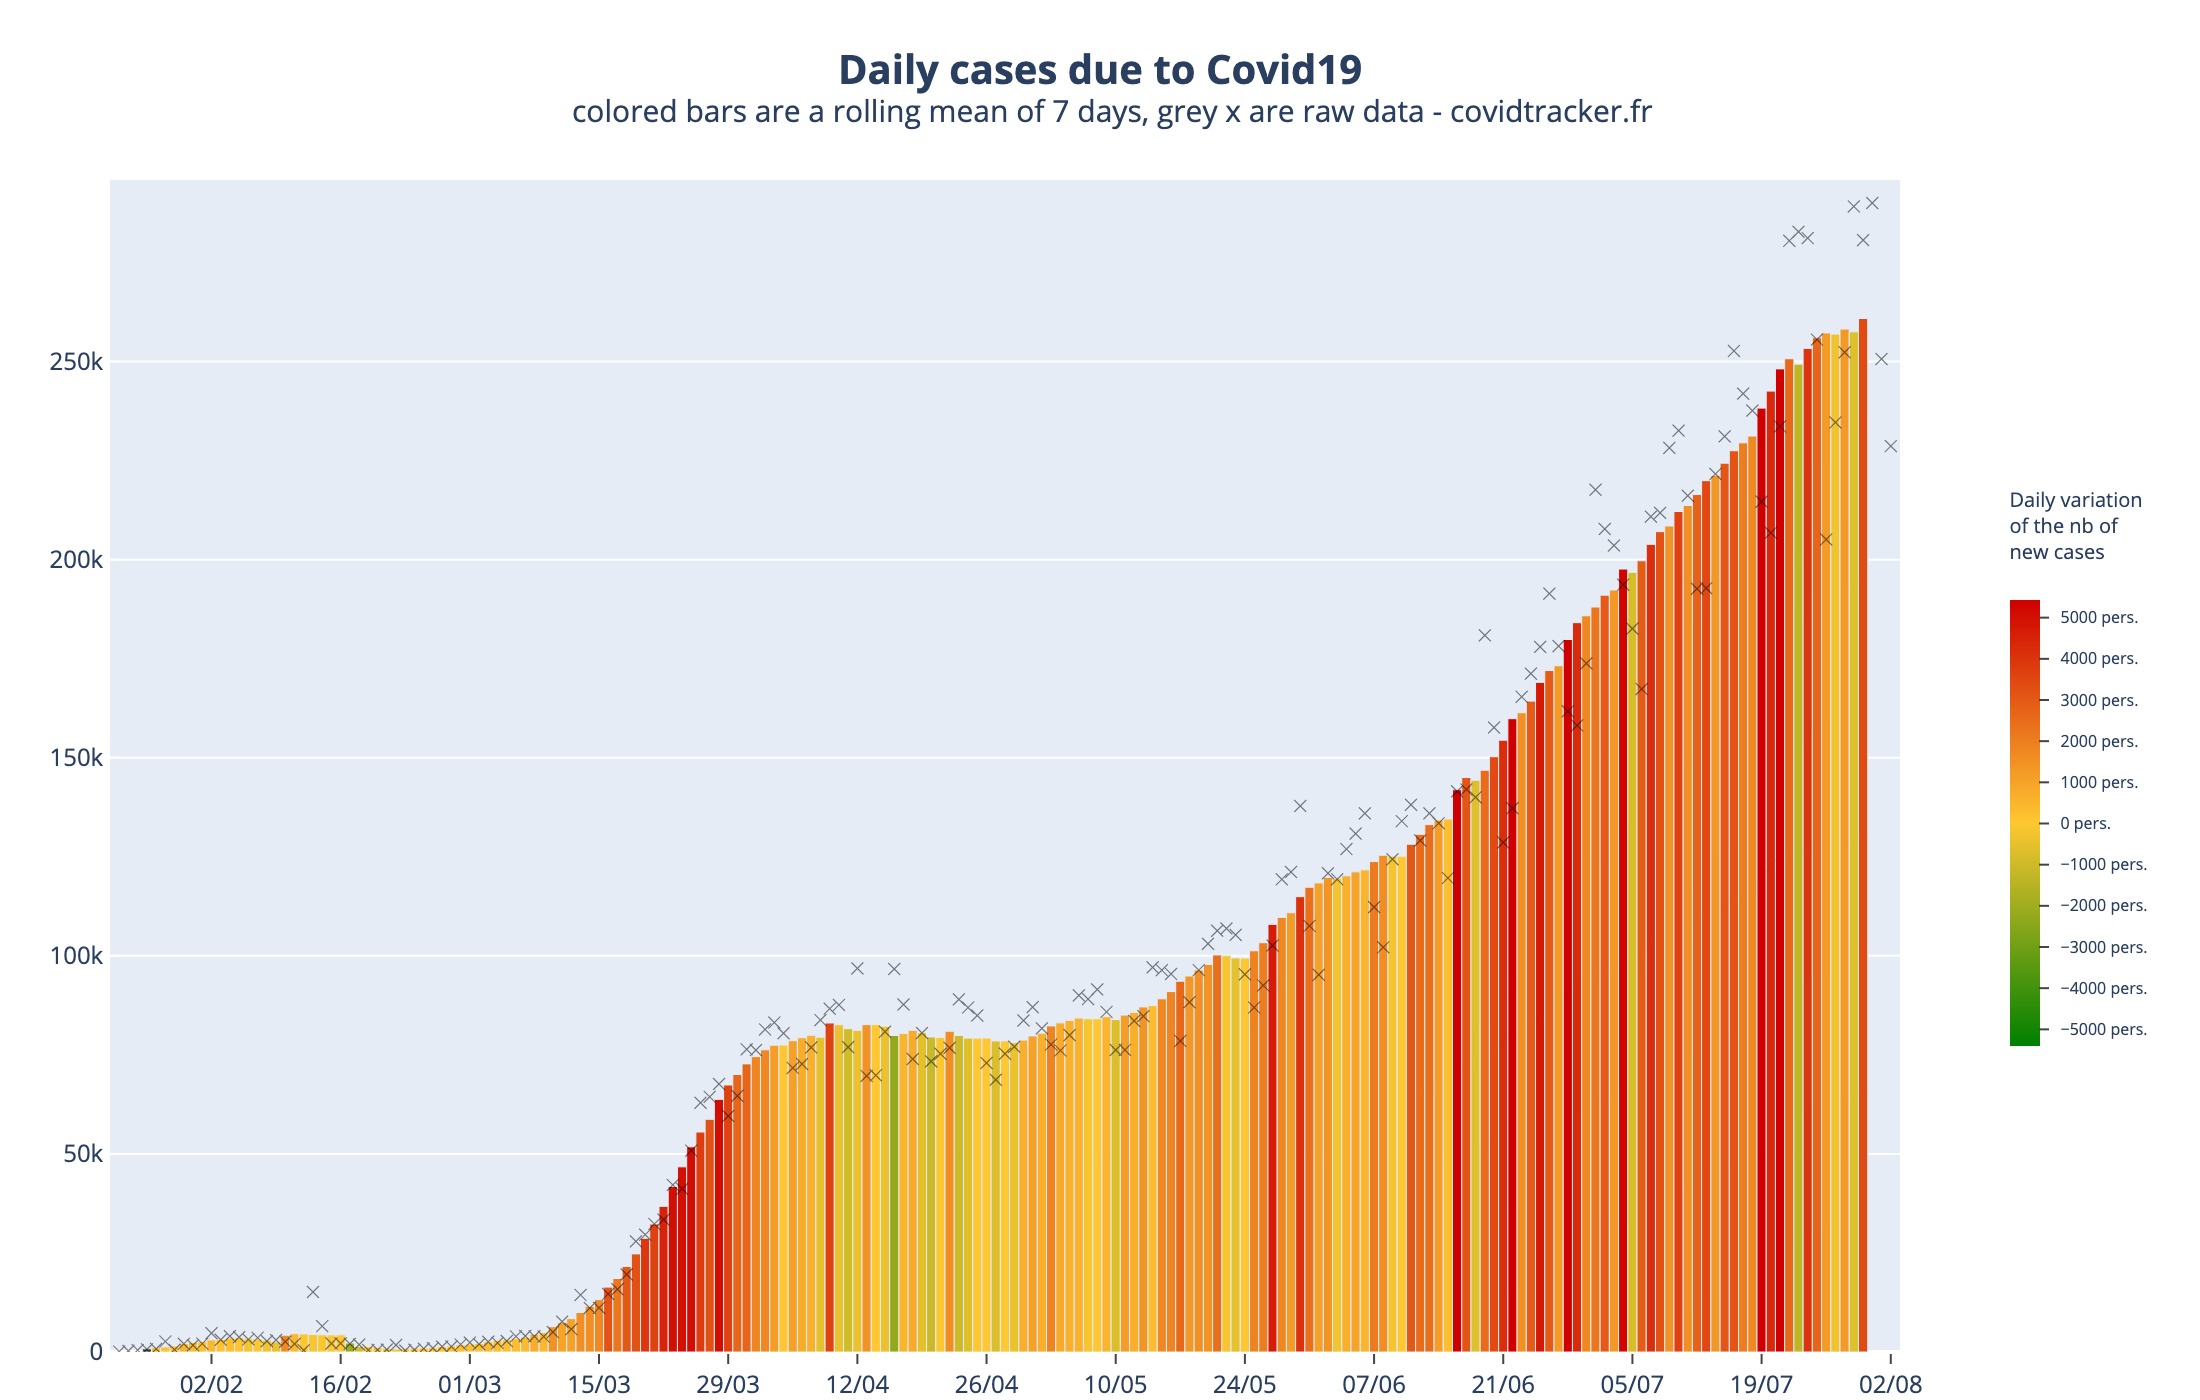 Daily cases due to Covid19
colored bars are a rolling mean of 7 days, grey x are raw data - covidtracker.fr
250k
200k
150k
100k
50k
0
02/02 16/02 01/03 15/03 29/03 12/04 26/04 10/05 24/05 07/06 21/06 05/07 19/07 02/08
Daily variation
of the nb of
new cases
5000 pers.
4000 pers.
3000 pers.
2000 pers.
1000 pers.
0 pers.
−1000 pers.
−2000 pers.
−3000 pers.
−4000 pers.
−5000 pers.